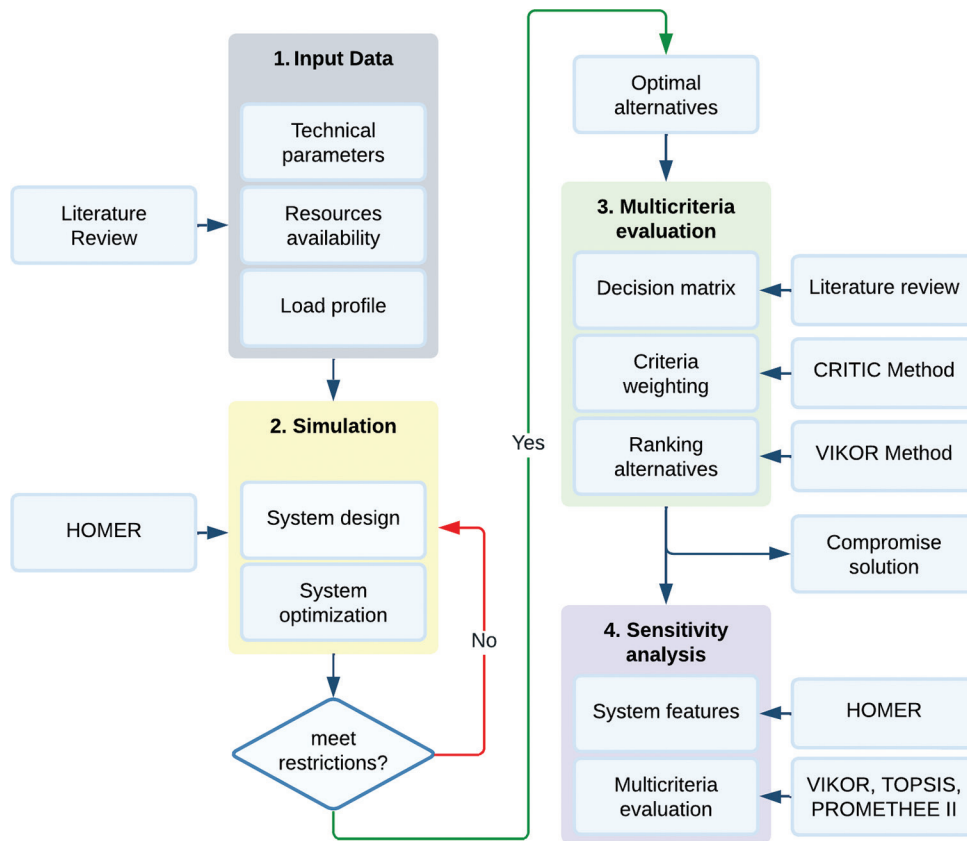 1. Input Data
Technical
parameters
Literature
Review
Resources
availability
Load profile
2. Simulation
HOMER
System design
System
optimization
No
meet
restrictions?
Yes
Optimal
alternatives
3. Multicriteria
evaluation
Decision matrix
Literature review
Criteria
weighting
CRITIC Method
Ranking
alternatives
VIKOR Method
Compromise
solution
4. Sensitivity
analysis
System features
HOMER
Multicriteria
evaluation
VIKOR, TOPSIS,
PROMETHEE II